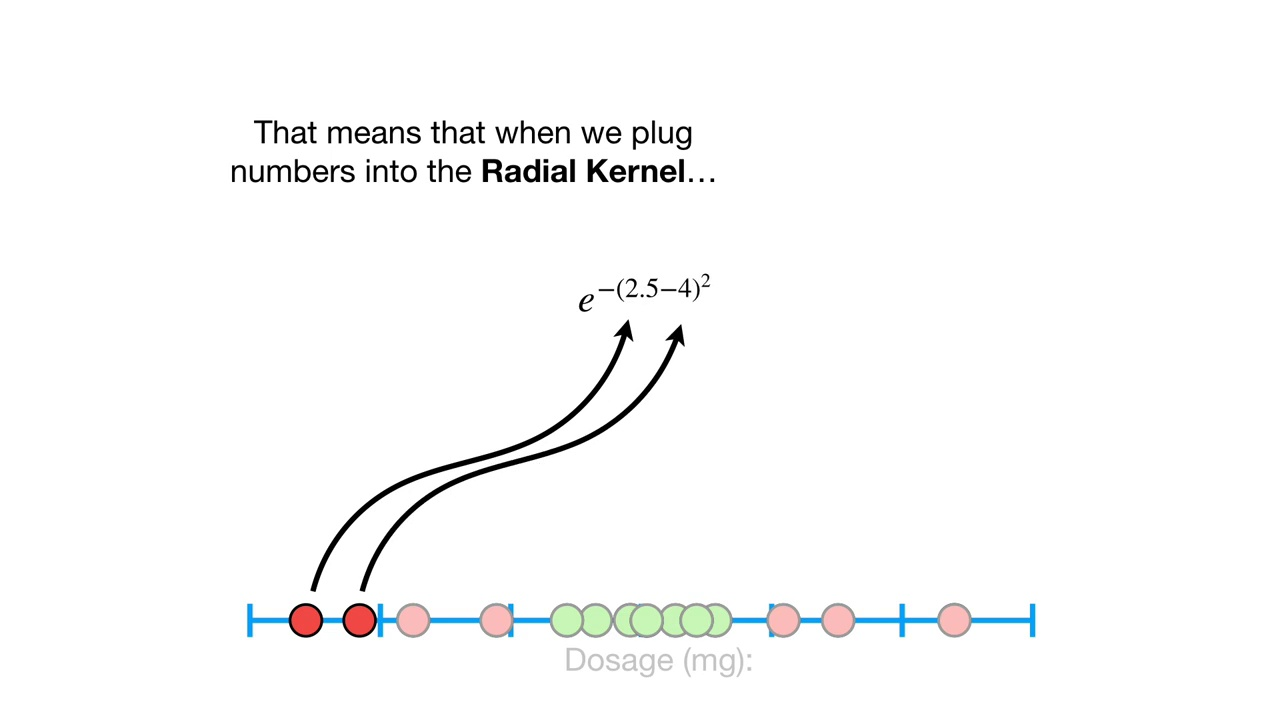 That means that when we plug
numbers into the Radial Kernel…
e^−(2.5−4)²
Dosage (mg):